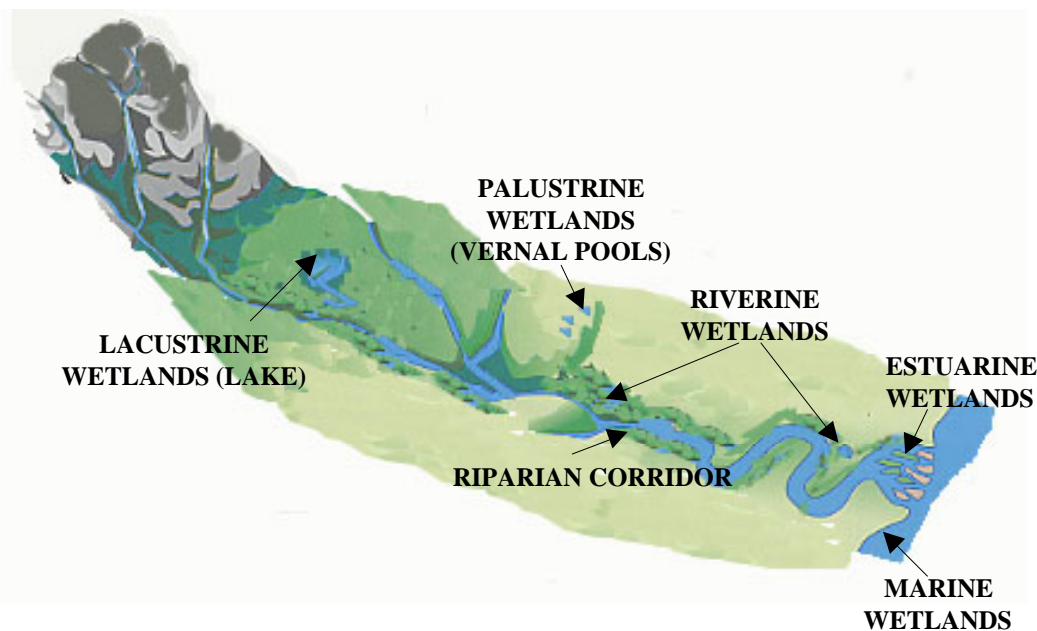 PALUSTRINE
WETLANDS
(VERNAL POOLS)
RIVERINE
WETLANDS
LACUSTRINE
WETLANDS (LAKE)
ESTUARINE
WETLANDS
RIPARIAN CORRIDOR
MARINE
WETLANDS